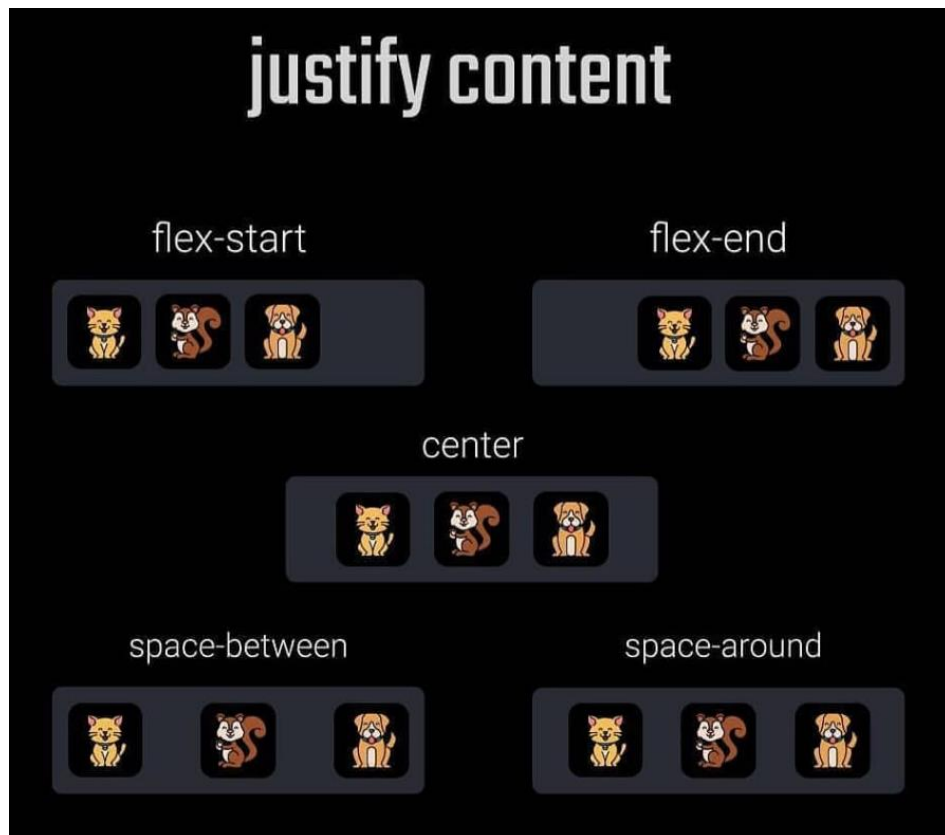 justify content
flex-start
flex-end
center
space-between
space-around